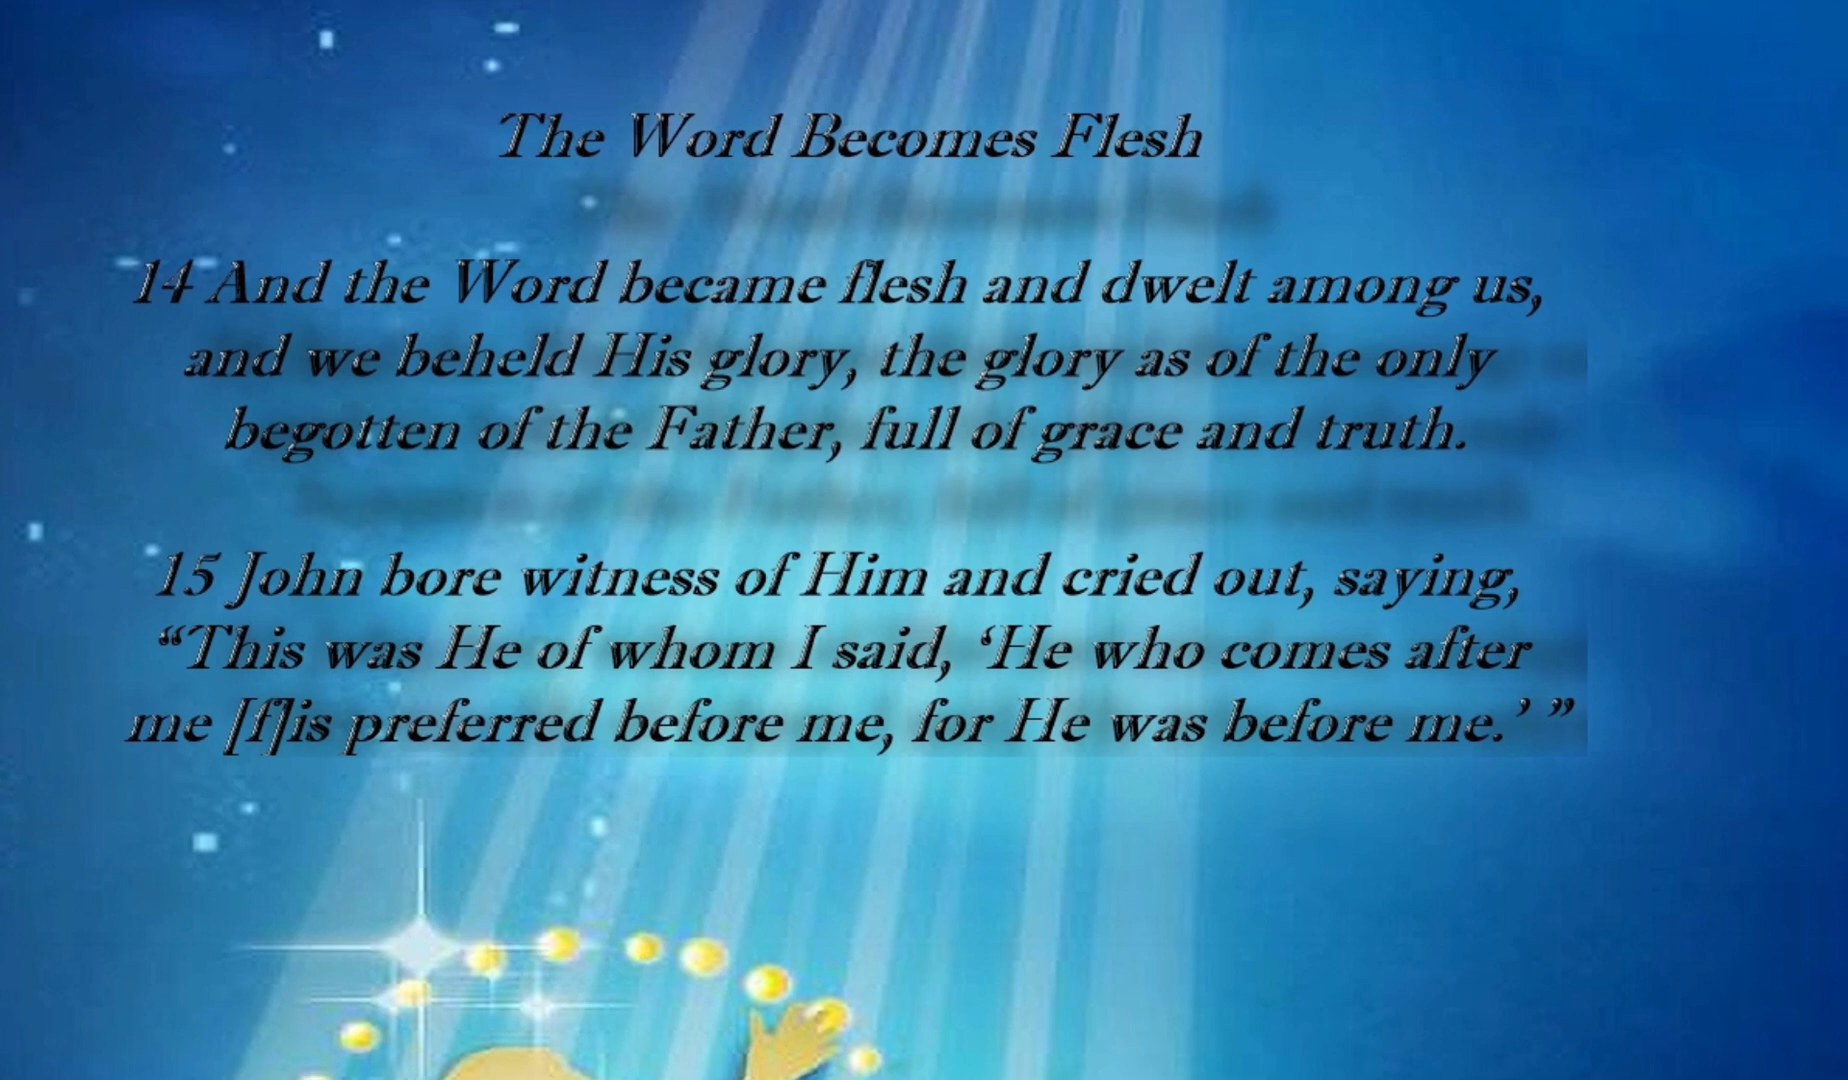 The Word Becomes Flesh
14 And the Word became flesh and dwelt among us,
and we beheld His glory, the glory as of the only
begotten of the Father, full of grace and truth.
15 John bore witness of Him and cried out, saying,
“This was He of whom I said, ‘He who comes after
me [f]is preferred before me, for He was before me.’ ”